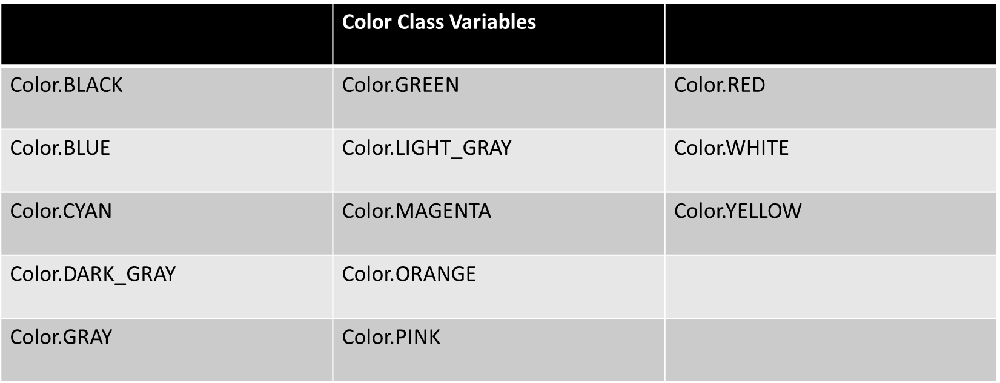 Color Class Variables
Color.BLACK Color.GREEN Color.RED
Color.BLUE Color.LIGHT_GRAY Color.WHITE
Color.CYAN Color.MAGENTA Color.YELLOW
Color.DARK_GRAY Color.ORANGE
Color.GRAY Color.PINK